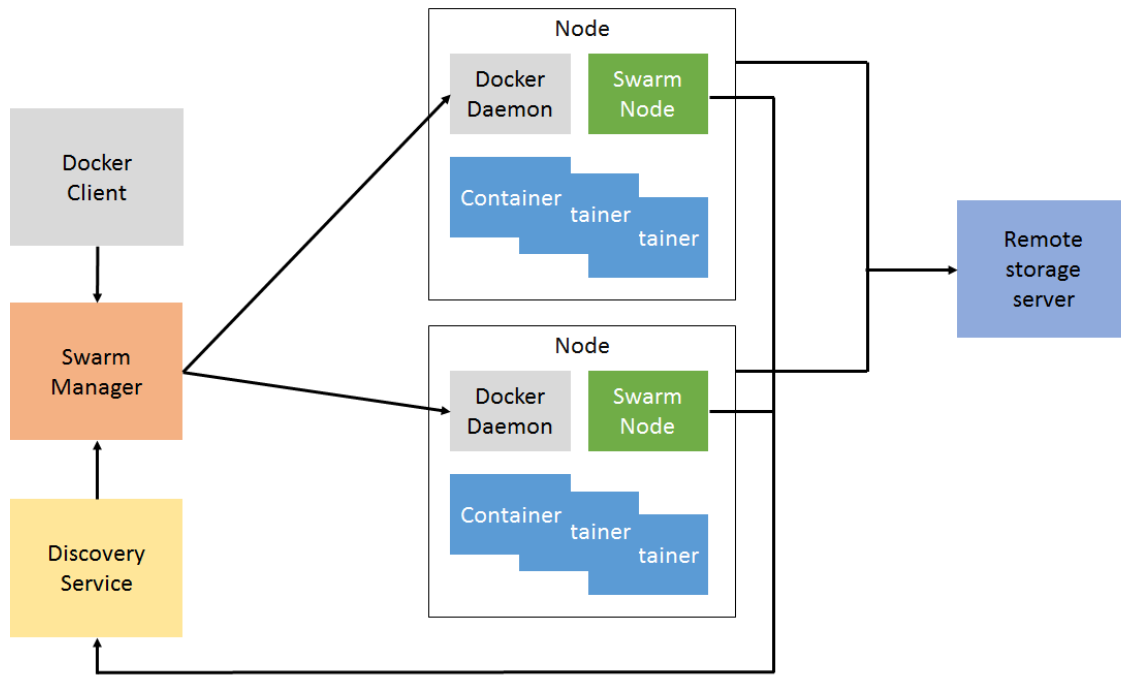 Node
Docker
Daemon
Swarm
Node
Container
tainer
tainer
Docker
Client
Swarm
Manager
Discovery
Service
Node
Docker
Daemon
Swarm
Node
Container
tainer
tainer
Remote
storage
server